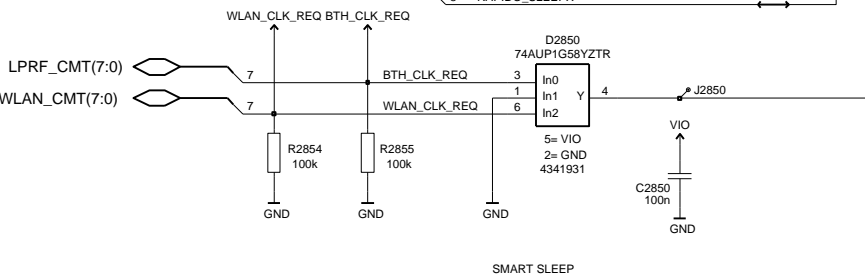 WLAN_CLK_REQ BTH_CLK_REQ
D2850
74AUP1G58YZTR
LPRF_CMT(7:0)
7
BTH_CLK_REQ
3
In0
WLAN_CMT(7:0)
1
In1
Y
4
J2850
7
WLAN_CLK_REQ
6
In2
VIO
R2854
100k
R2855
100k
5= VIO
2= GND
4341931
C2850
100n
GND
GND
GND
GND
SMART SLEEP